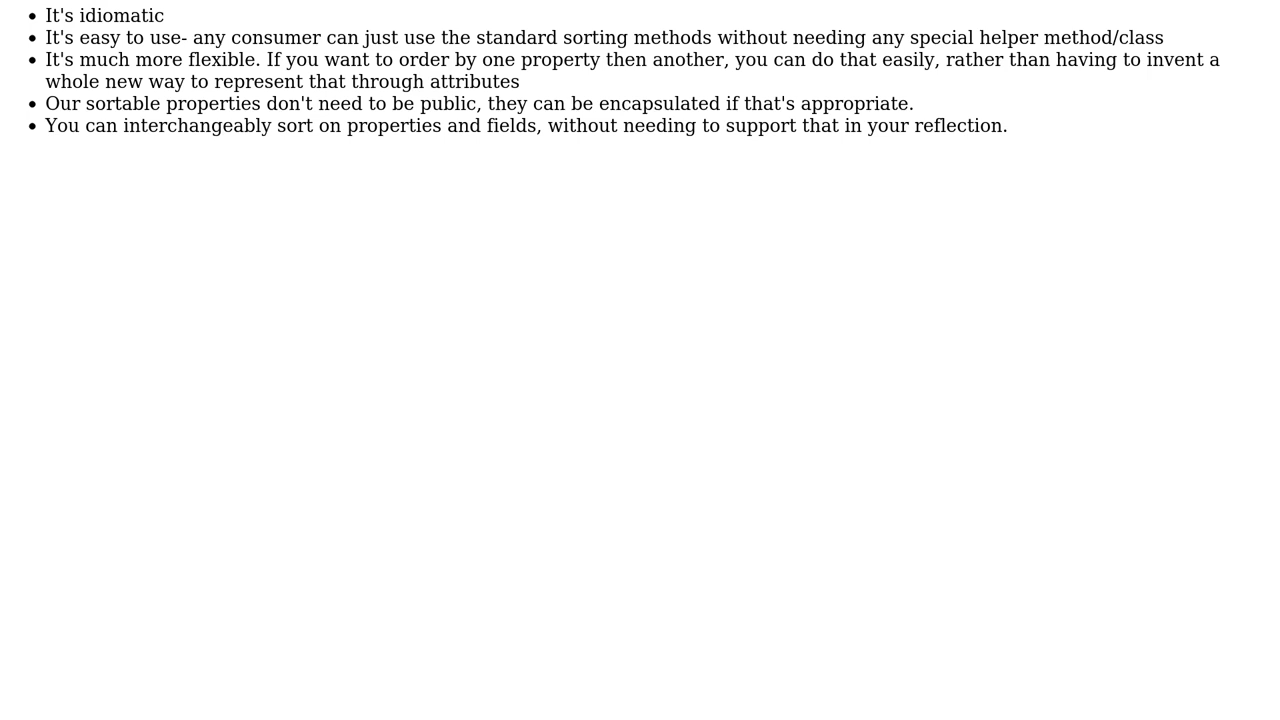 It's idiomatic
It's easy to use- any consumer can just use the standard sorting methods without needing any special helper method/class
It's much more flexible. If you want to order by one property then another, you can do that easily, rather than having to invent a
whole new way to represent that through attributes
Our sortable properties don't need to be public, they can be encapsulated if that's appropriate.
You can interchangeably sort on properties and fields, without needing to support that in your reflection.